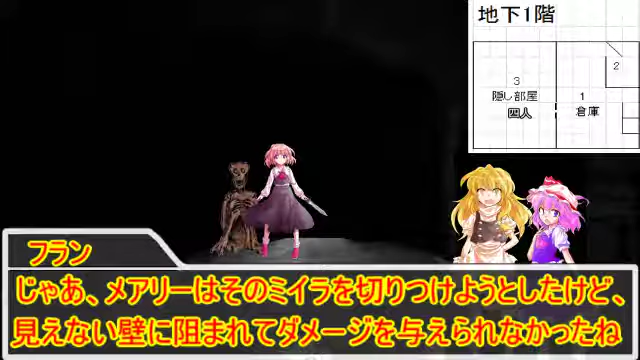 地下1階
2
3
隠し部屋
四人
1
倉庫
フラン
じゃあ、メアリーはそのミイラを切りつけようとしたけど、
見えない壁に阻まれてダメージを与えられなかったね